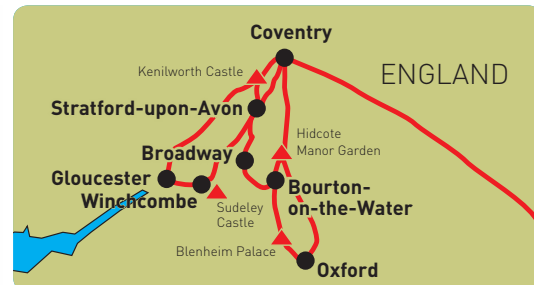 Coventry
Kenilworth Castle
ENGLAND
Stratford-upon-Avon
Hidcote
Manor Garden
Broadway
Gloucester
Winchcombe
Bourton-
on-the-Water
Sudeley
Castle
Blenheim Palace
Oxford